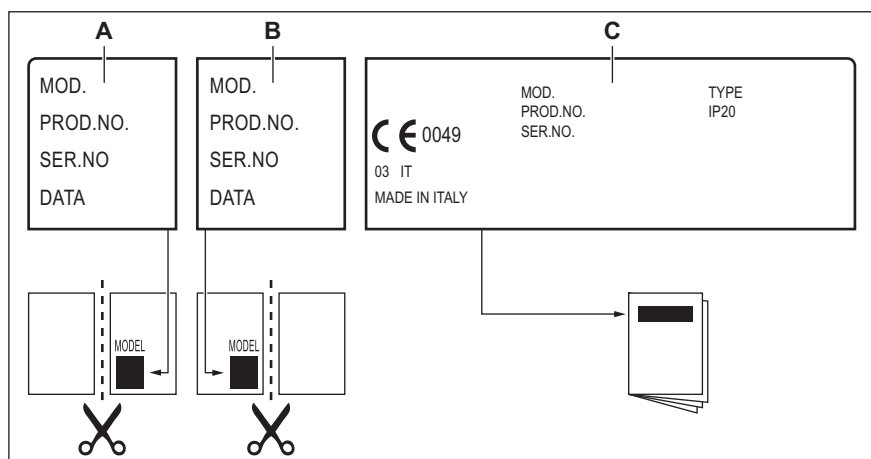 A
B
C
MOD.
PROD.NO.
SER.NO
DATA
MOD.
PROD.NO.
SER.NO
DATA
MOD.
PROD.NO.
SER.NO.
TYPE
IP20
CE 0049
03 IT
MADE IN ITALY
MODEL
MODEL